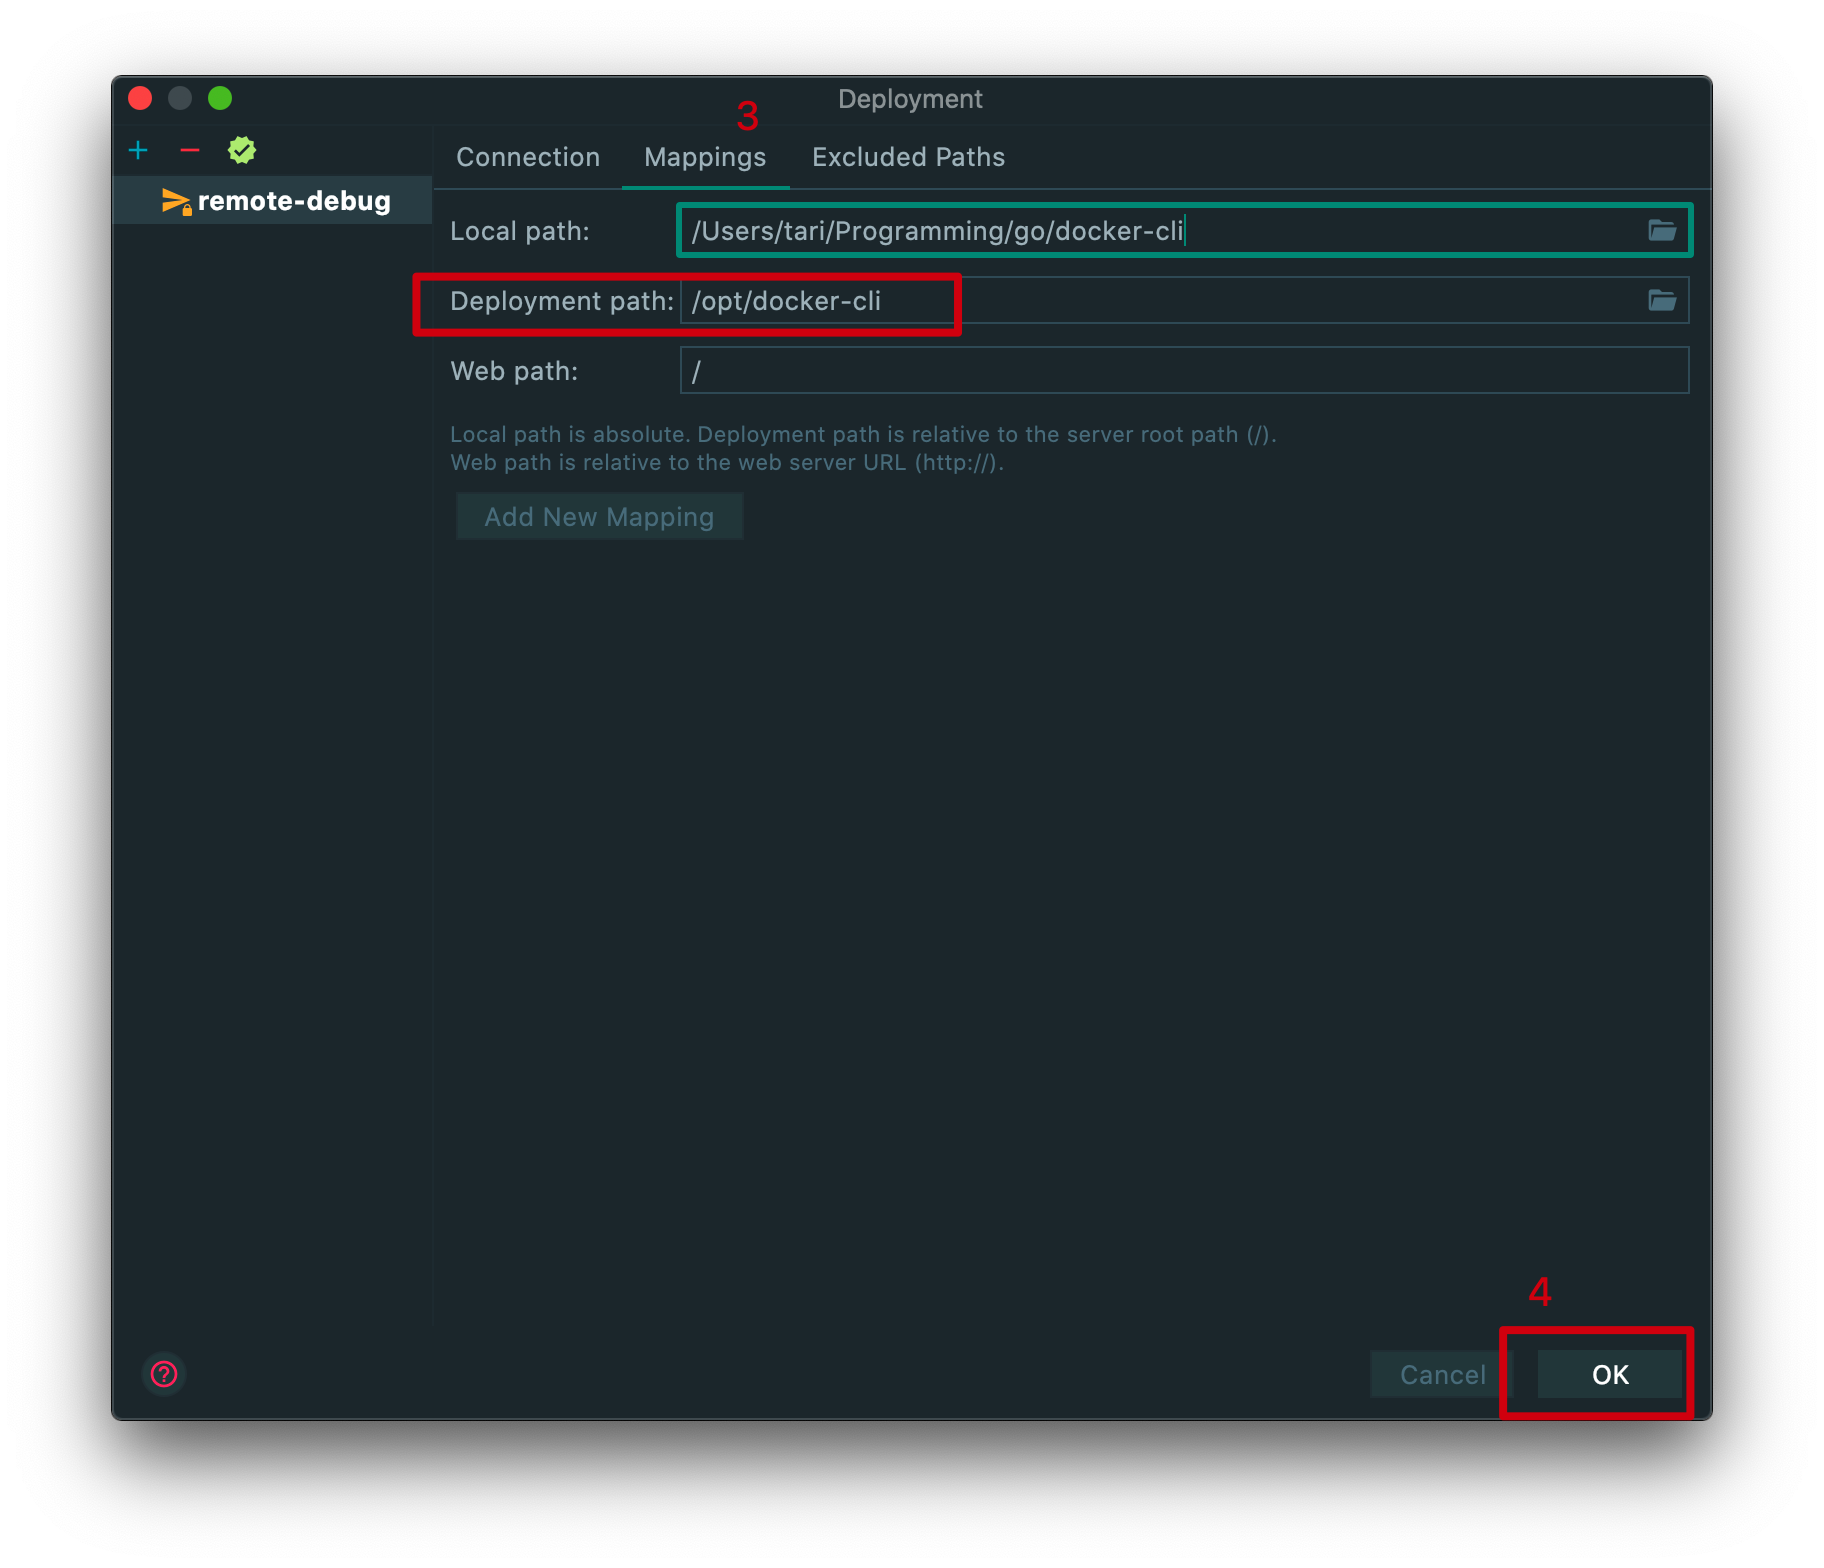 Deployment
3
Connection Mappings Excluded Paths
remote-debug
Local path: /Users/tari/Programming/go/docker-cli
Deployment path: /opt/docker-cli
Web path: /
Local path is absolute. Deployment path is relative to the server root path (/).
Web path is relative to the web server URL (http://).
Add New Mapping
4
? Cancel OK